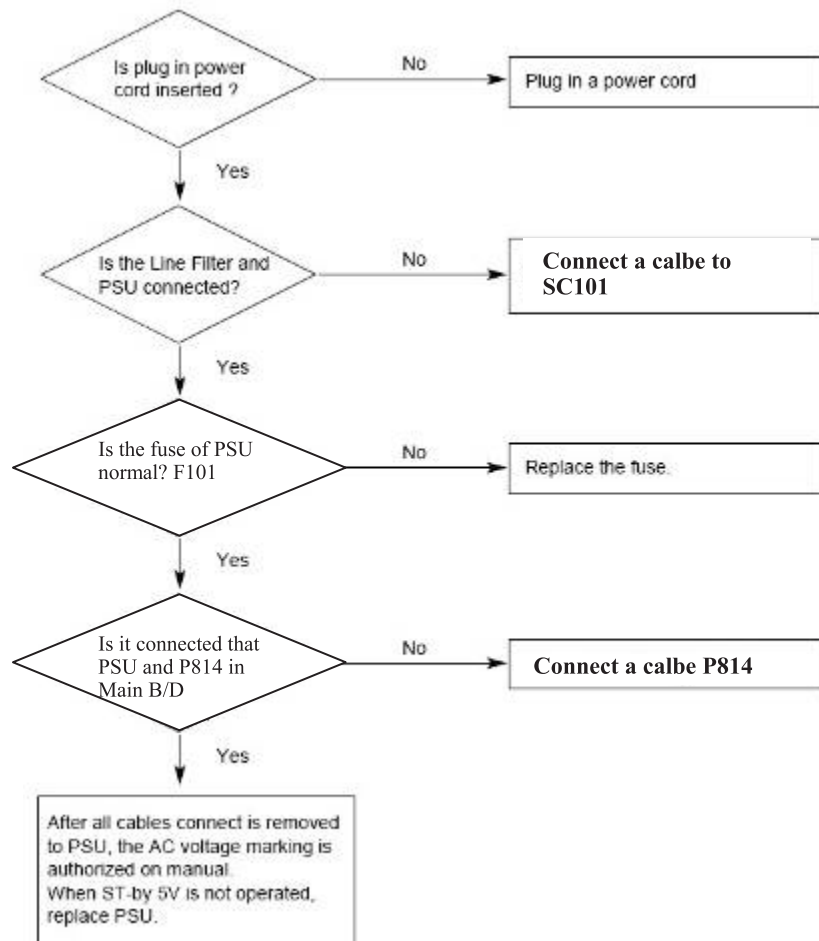 Is plug in power
cord inserted ?
No
Plug in a power cord
Yes
Is the Line Filter and
PSU connected?
No
Connect a calbe to
SC101
Yes
Is the fuse of PSU
normal? F101
No
Replace the fuse.
Yes
Is it connected that
PSU and P814 in
Main B/D
No
Connect a calbe P814
Yes
After all cables connect is removed
to PSU, the AC voltage marking is
authorized on manual.
When ST-by 5V is not operated,
replace PSU.